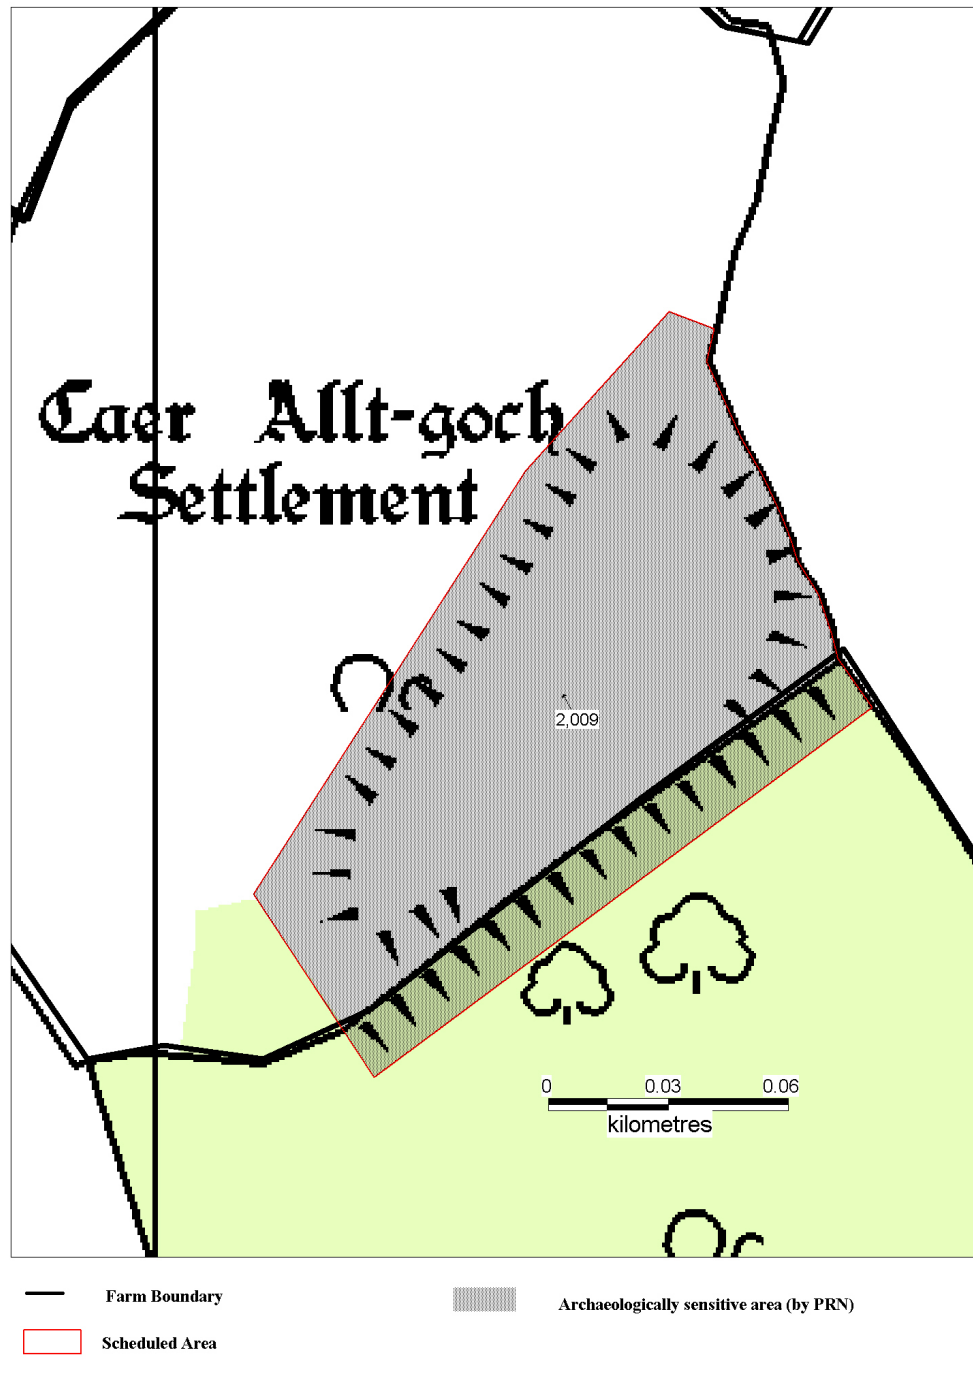 Caer Allt-goch
Settlement
2,009
0 0.03 0.06
kilometres
Farm Boundary
Archaeologically sensitive area (by PRN)
Scheduled Area